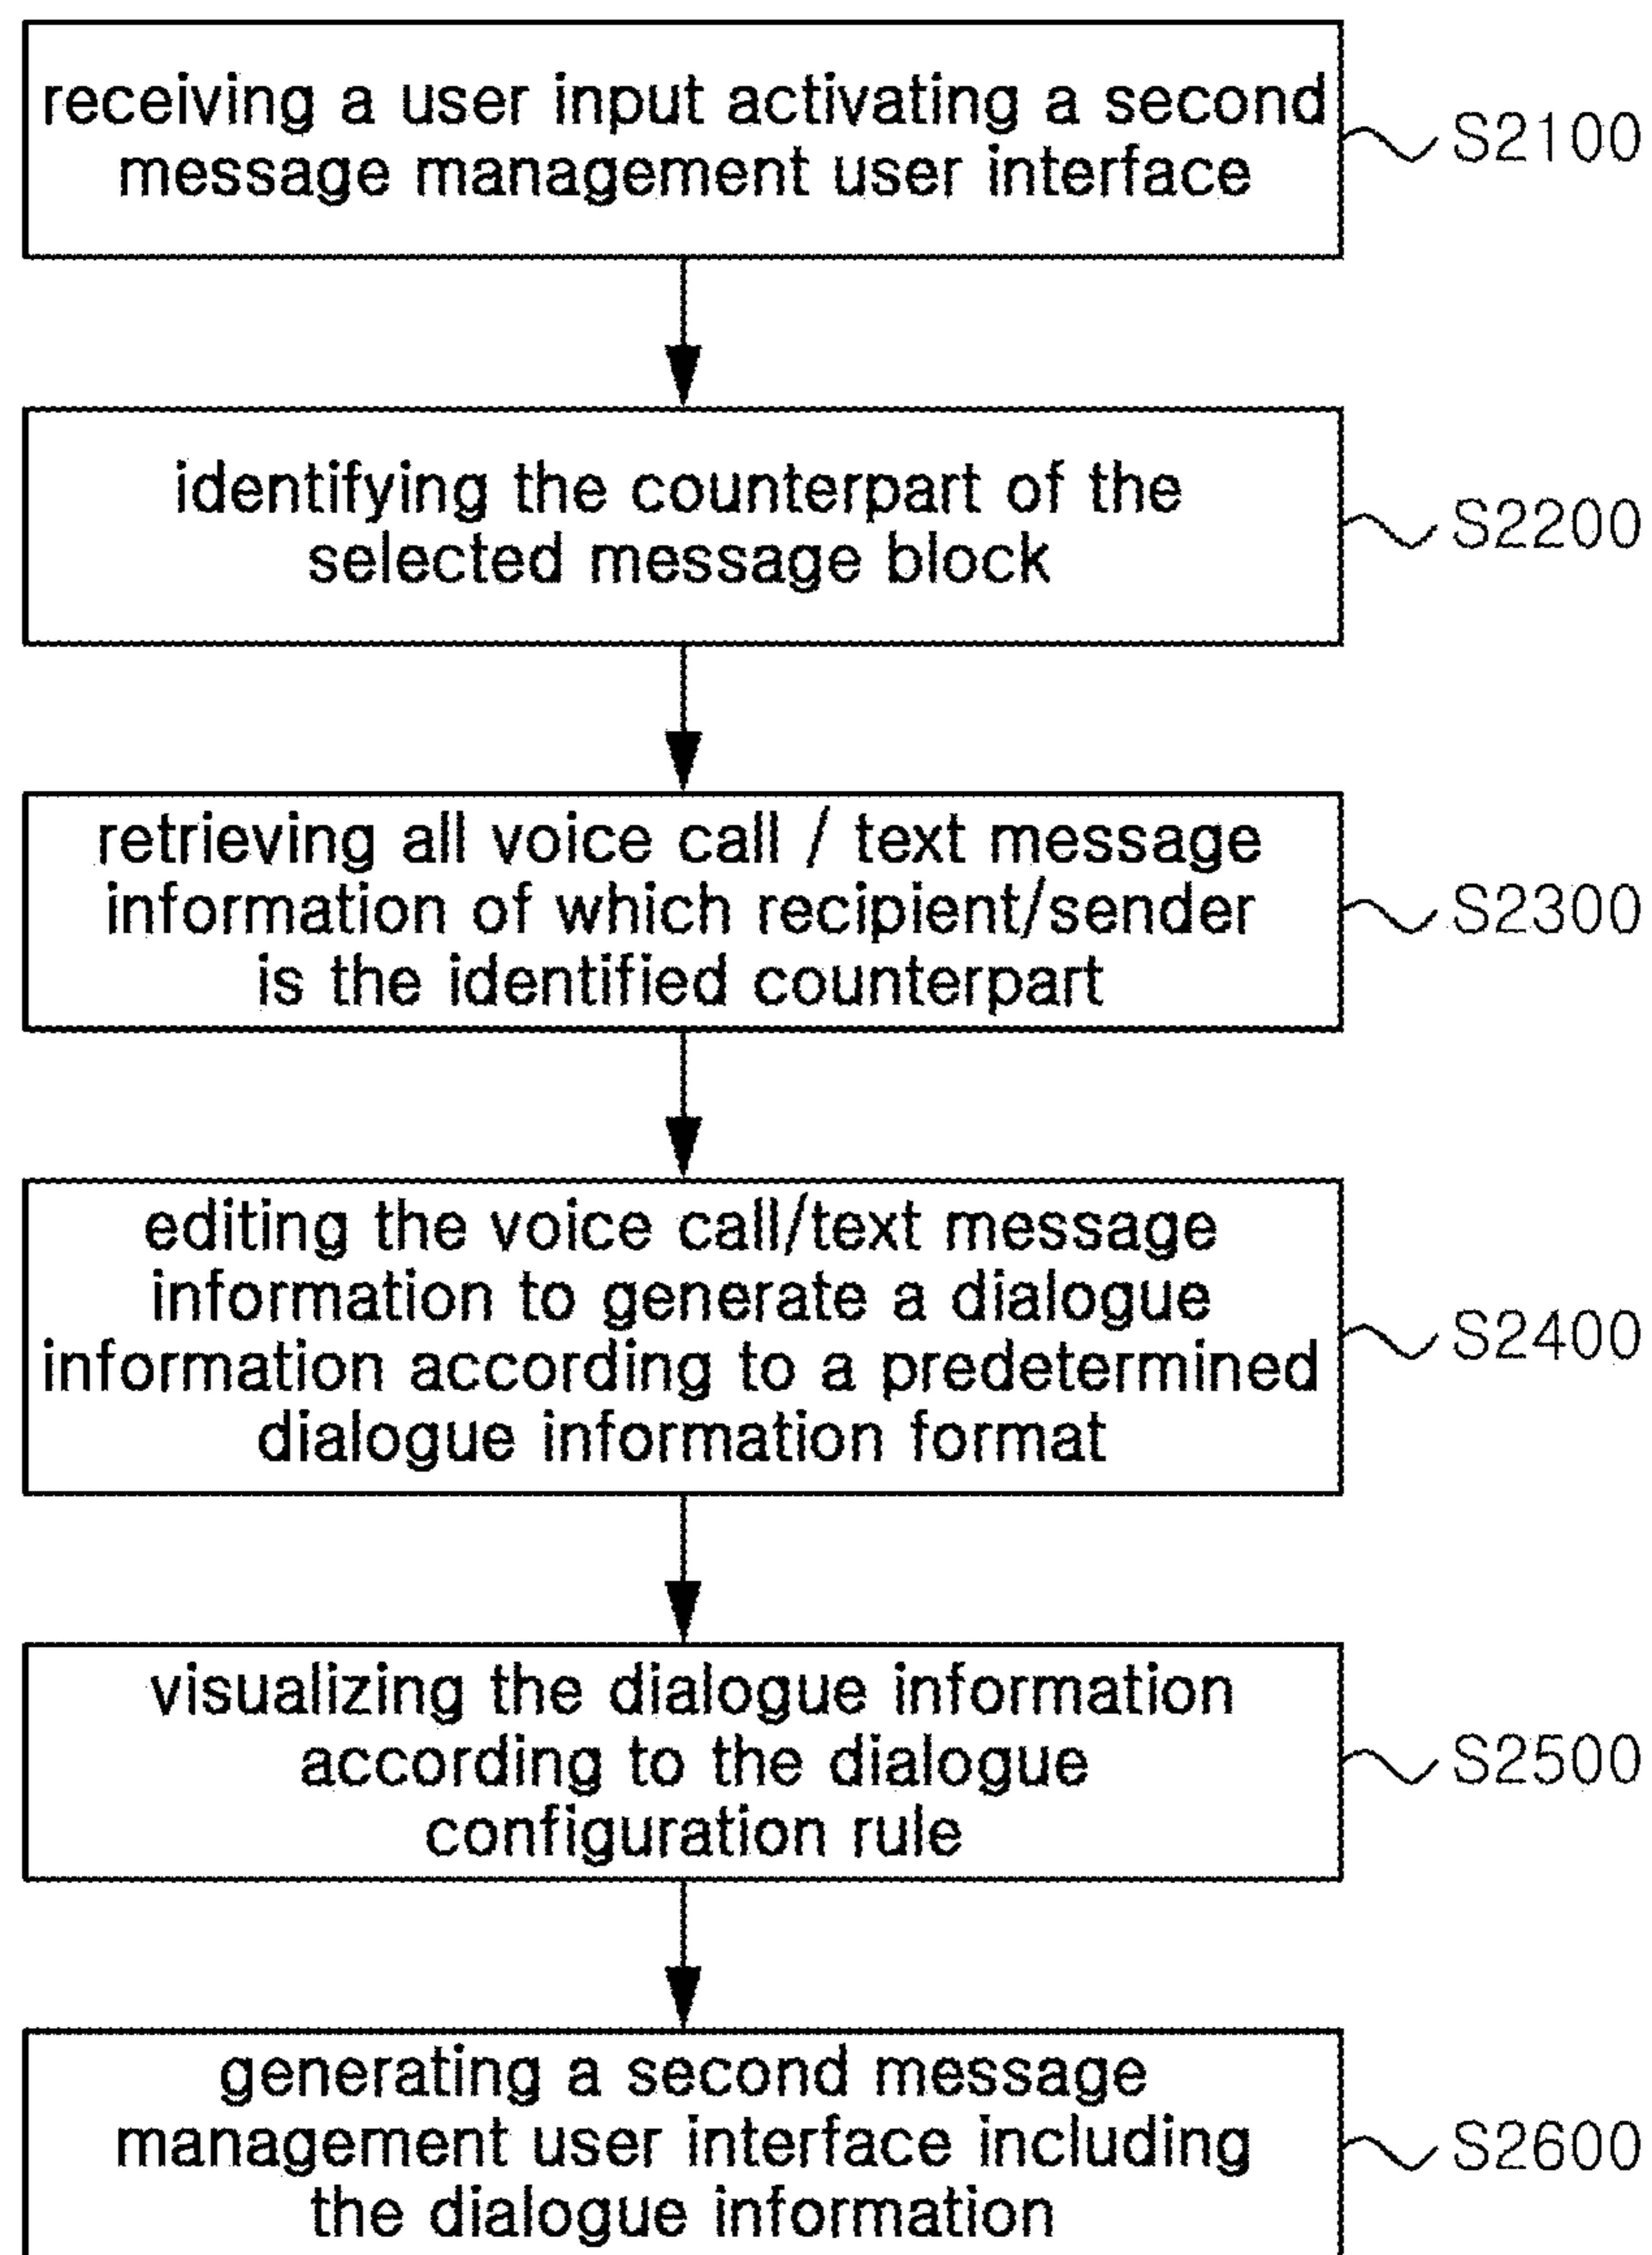 receiving a user input activating a second
message management user interface
S2100
identifying the counterpart of the
selected message block
S2200
retrieving all voice call / text message
information of which recipient/sender
is the identified counterpart
S2300
editing the voice call/text message
information to generate a dialogue
information according to a predetermined
dialogue information format
S2400
visualizing the dialogue information
according to the dialogue
configuration rule
S2500
generating a second message
management user interface including
the dialogue information
S2600